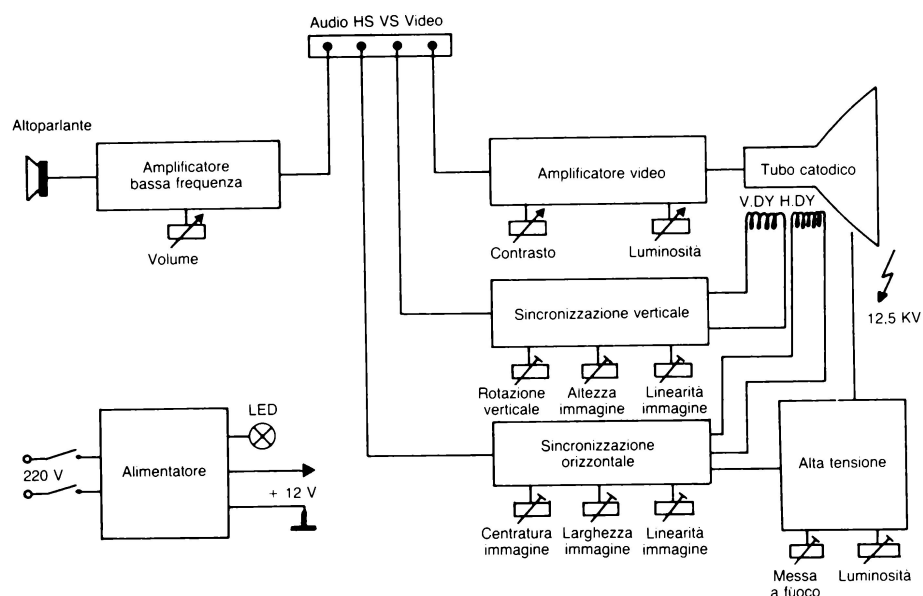 Audio HS VS Video
Altoparlante
Amplificatore
bassa frequenza
Volume
Amplificatore video
Contrasto
Luminosità
Tubo catodico
V.DY H.DY
12,5 KV
Sincronizzazione verticale
Rotazione
verticale
Altezza
immagine
Linearità
immagine
Sincronizzazione
orizzontale
Centratura
immagine
Larghezza
immagine
Linearità
immagine
Alta tensione
Messa
a fuoco
Luminosità
LED
220 V
Alimentatore
+ 12 V